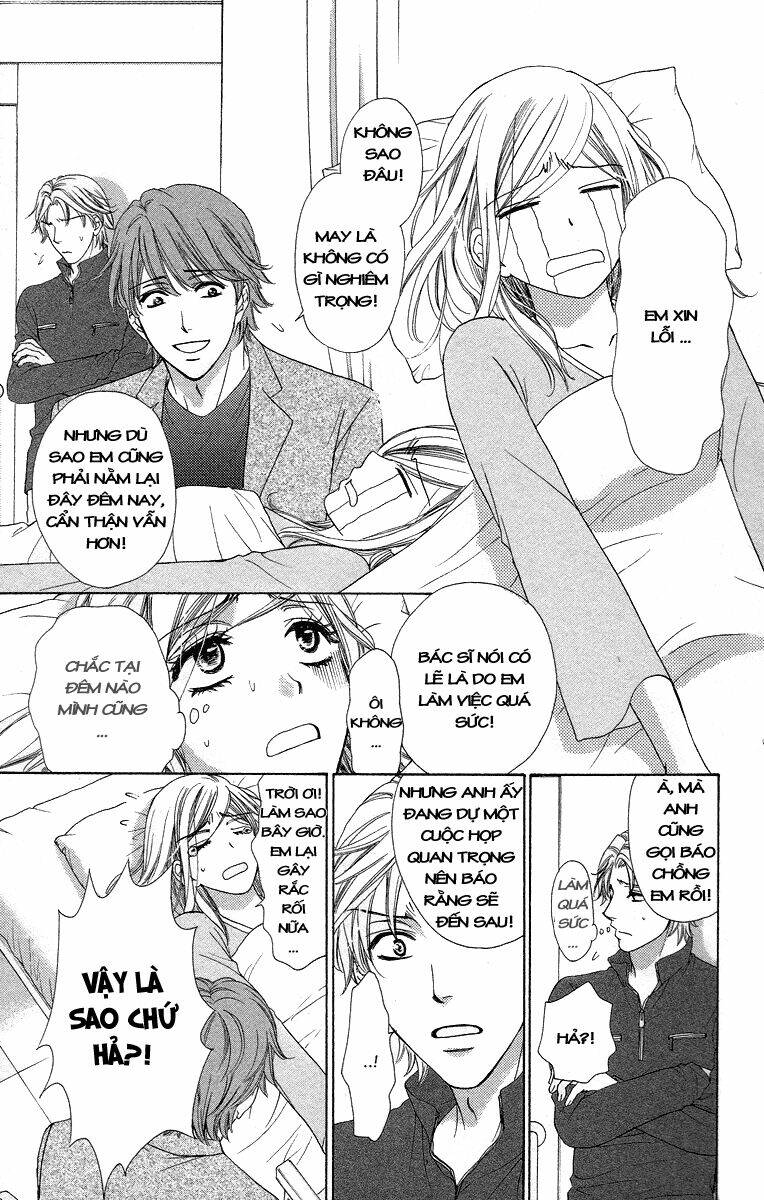 EM XIN
LỖI ...
KHÔNG
SAO
ĐÂU!
MAY LÀ
KHÔNG CÓ
GÌ NGHIÊM
TRỌNG!
NHƯNG DÙ
SAO EM CŨNG
PHẢI NẰM LẠI
ĐÂY ĐÊM NAY,
CẨN THẬN VẪN
HƠN!
BÁC SĨ NÓI CÓ
LẼ LÀ DO EM
LÀM VIỆC QUÁ
SỨC!
ÔI
KHÔNG
...
CHẮC TẠI
ĐÊM NÀO
MÌNH CŨNG
...
À, MÀ
ANH
CŨNG
GỌI BÁO
CHỒNG
EM RỒI!
LÀM
QUÁ
SỨC
...
HẢ?!
NHƯNG ANH ẤY
ĐANG DỰ MỘT
CUỘC HỌP
QUAN TRỌNG
NÊN BÁO
RẰNG SẼ
ĐẾN SAU!
..!
TRỜI ƠI!
LÀM SAO
BÂY GIỜ.
EM LẠI
GÂY
RẮC
RỐI
NỮA
VẬY LÀ
SAO CHỨ
HẢ?!